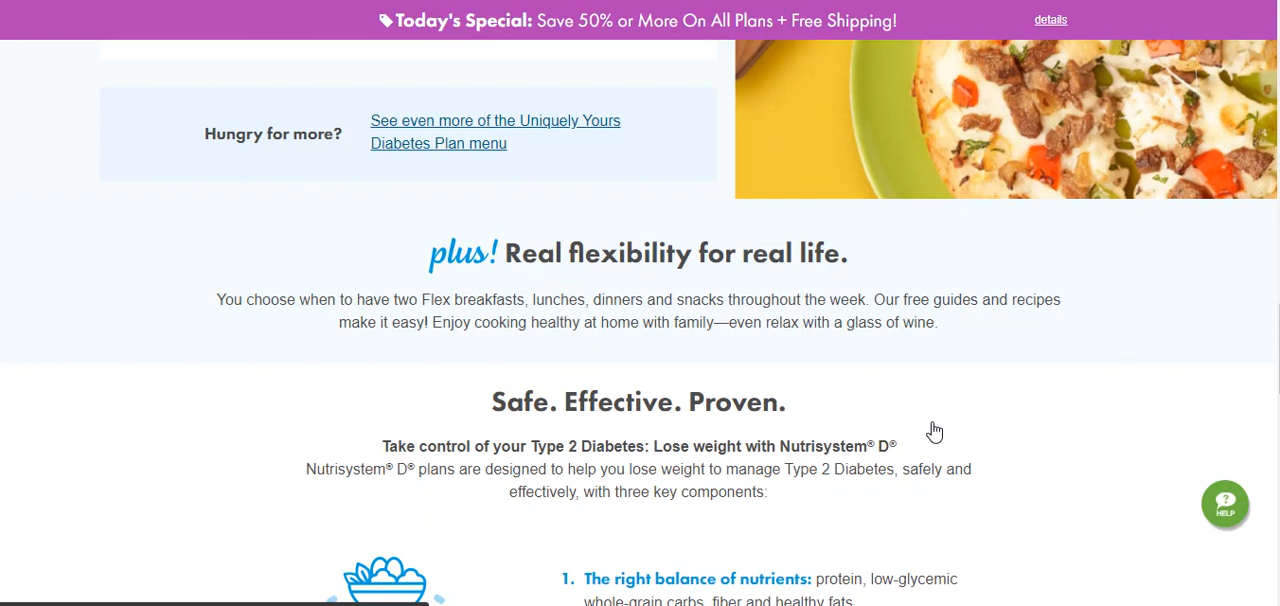 Today's Special: Save 50% or More On All Plans + Free Shipping!
details
Hungry for more?
See even more of the Uniquely Yours
Diabetes Plan menu
plus! Real flexibility for real life.
You choose when to have two Flex breakfasts, lunches, dinners and snacks throughout the week. Our free guides and recipes
make it easy! Enjoy cooking healthy at home with family—even relax with a glass of wine.
Safe. Effective. Proven.
Take control of your Type 2 Diabetes: Lose weight with Nutrisystem® D®
Nutrisystem® D® plans are designed to help you lose weight to manage Type 2 Diabetes, safely and
effectively, with three key components:
? HELP
1. The right balance of nutrients: protein, low-glycemic
whole-grain carbs, fiber and healthy fats